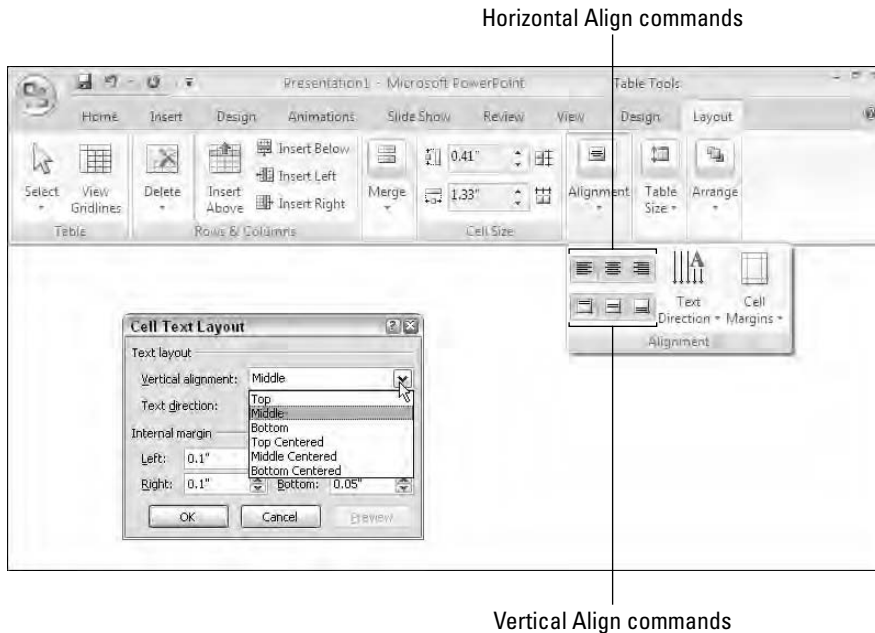 Horizontal Align commands
Presentation1 - Microsoft PowerPoint
Table Tools
Home Insert Design Animations Slide Show Review View Design Layout
Select
View Gridlines
Table
Delete
Insert Above
Insert Below
Insert Left
Insert Right
Rows & Columns
Merge
0.41"
1.33"
Cell Size
Alignment
Table Size
Arrange
Text Direction
Cell Margins
Alignment
Cell Text Layout
Text layout
Vertical alignment: Middle
Text direction:
Top
Middle
Bottom
Top Centered
Middle Centered
Bottom Centered
Internal margin
Left: 0.1"
Right: 0.1" Bottom: 0.05"
OK Cancel Preview
Vertical Align commands